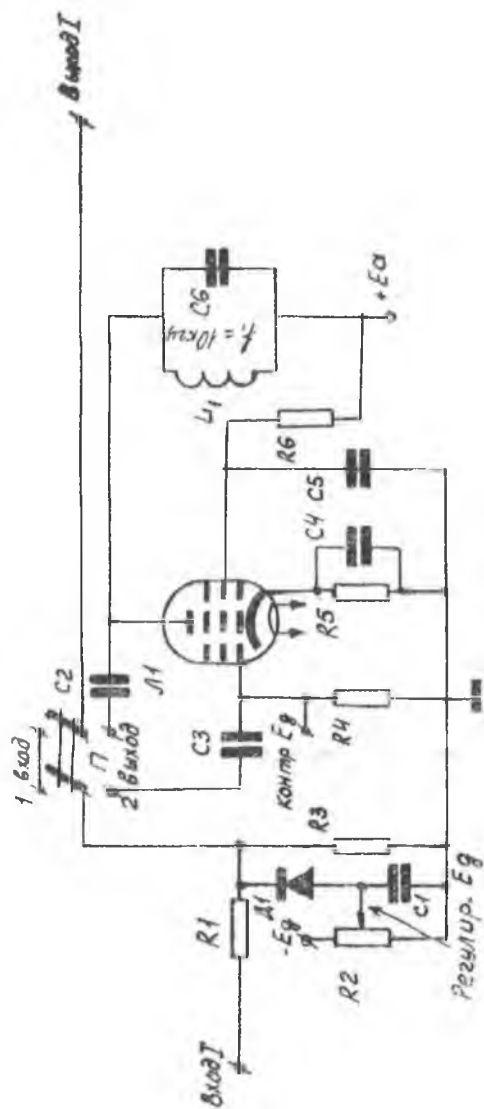 Вход I
R1
-Eg
R2
Регулир. Eg
Д1
C1
R3
1 вход
П
2 выход
C2
Л1
C3
контр Eg
R4
R5
C4
C5
R6
L1
f₁ = 10кгц
C6
+Ea
Выход I